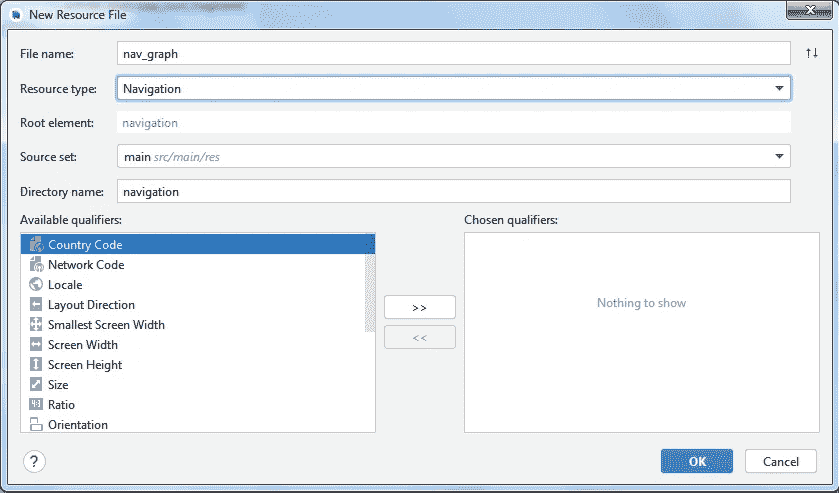 New Resource File
File name: nav_graph
Resource type: Navigation
Root element: navigation
Source set: main src/main/res
Directory name: navigation
Available qualifiers: Chosen qualifiers:
Country Code
Network Code
Locale
Layout Direction
Smallest Screen Width
Screen Width
Screen Height
Size
4:3 Ratio
Orientation
>>
<<
Nothing to show
? OK Cancel